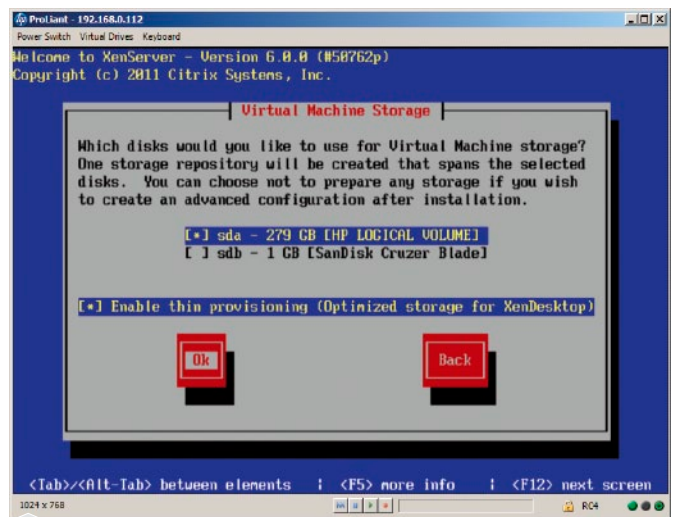 ProLiant - 192.168.0.112
Power Switch Virtual Drives Keyboard
Welcome to XenServer - Version 6.0.0 (#50762p)
Copyright (c) 2011 Citrix Systems, Inc.
Virtual Machine Storage
Which disks would you like to use for Virtual Machine storage?
One storage repository will be created that spans the selected
disks. You can choose not to prepare any storage if you wish
to create an advanced configuration after installation.
[*] sda - 279 GB [HP LOGICAL VOLUME]
[ ] sdb - 1 GB [SanDisk Cruzer Blade]
[*] Enable thin provisioning (Optimized storage for XenDesktop)
Ok Back
<Tab>/<Alt-Tab> between elements | <F5> more info | <F12> next screen
1024 x 768 RC4